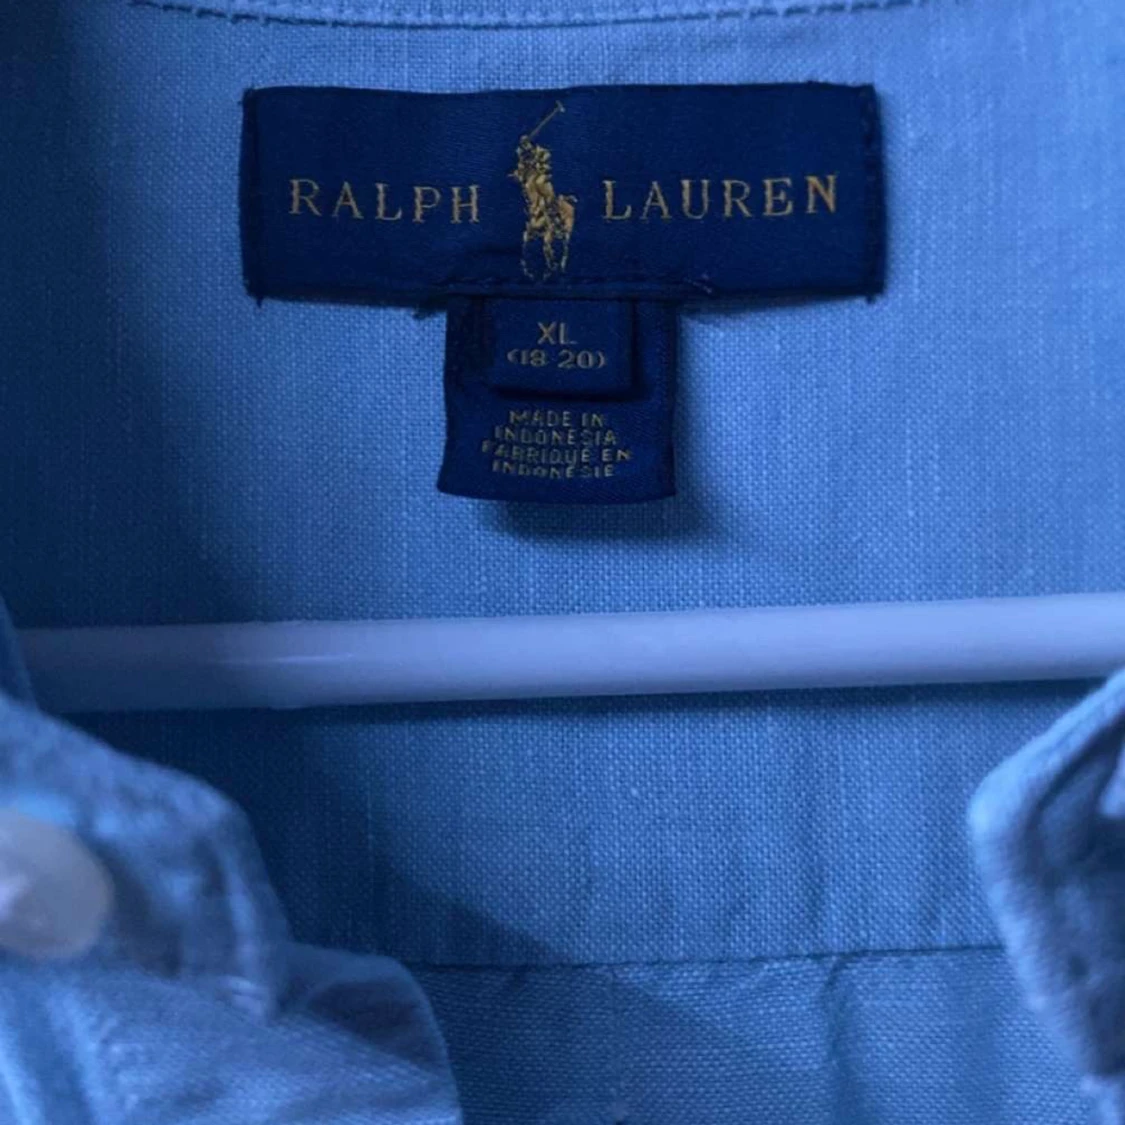 RALPH LAUREN
XL
(18-20)
MADE IN
INDONESIA
FABRIQUÉ EN
INDONÉSIE